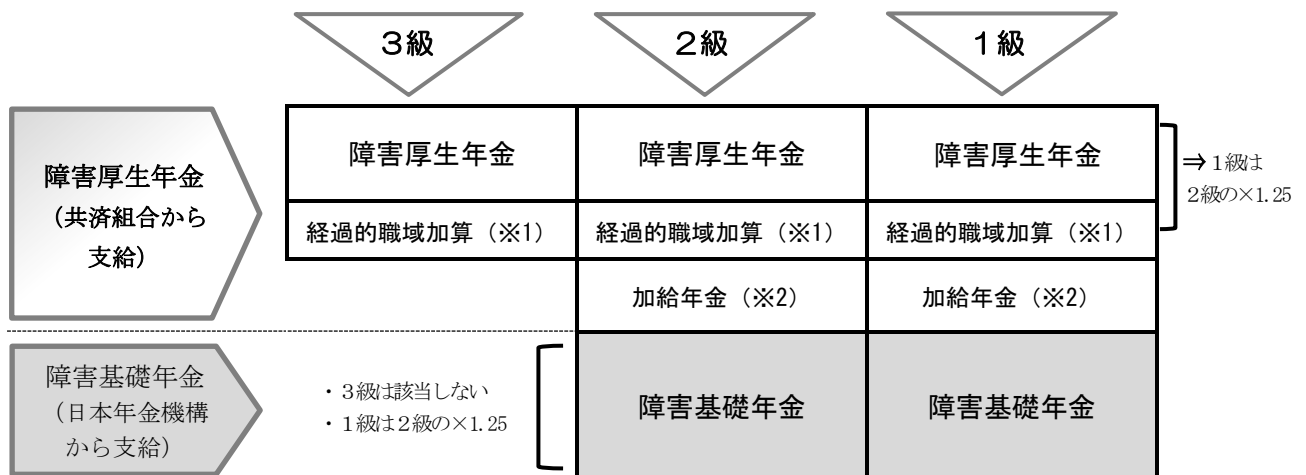 ３級
２級
１級
障害厚生年金
（共済組合から
支給）
障害厚生年金
障害厚生年金
障害厚生年金
⇒１級は
２級の×1.25
経過的職域加算（※1）
経過的職域加算（※1）
経過的職域加算（※1）
加給年金（※2）
加給年金（※2）
障害基礎年金
（日本年金機構
から支給）
・３級は該当しない
・１級は２級の×1.25
障害基礎年金
障害基礎年金